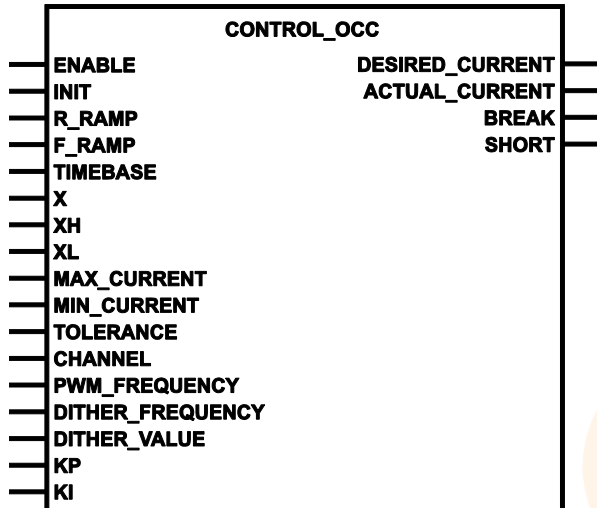 CONTROL_OCC
ENABLE DESIRED_CURRENT
INIT ACTUAL_CURRENT
R_RAMP BREAK
F_RAMP SHORT
TIMEBASE
X
XH
XL
MAX_CURRENT
MIN_CURRENT
TOLERANCE
CHANNEL
PWM_FREQUENCY
DITHER_FREQUENCY
DITHER_VALUE
KP
KI